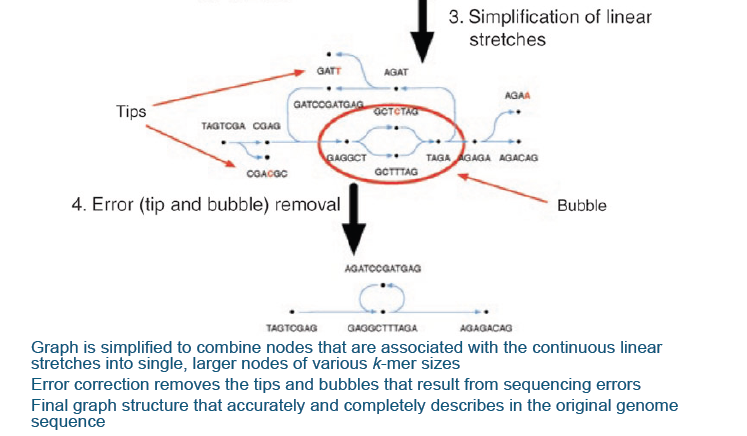 3. Simplification of linear
stretches
GATT
AGAT
AGAA
Tips
GATCCGATGAG
GCTCTAG
TAGTCGA CGAG
GAGGCT
TAGA AGAGA AGACAG
CGACGC
GCTTTAG
4. Error (tip and bubble) removal
Bubble
AGATCCGATGAG
TAGTCGAG GAGGCTTTAGA AGAGACAG
Graph is simplified to combine nodes that are associated with the continuous linear
stretches into single, larger nodes of various k-mer sizes
Error correction removes the tips and bubbles that result from sequencing errors
Final graph structure that accurately and completely describes in the original genome
sequence